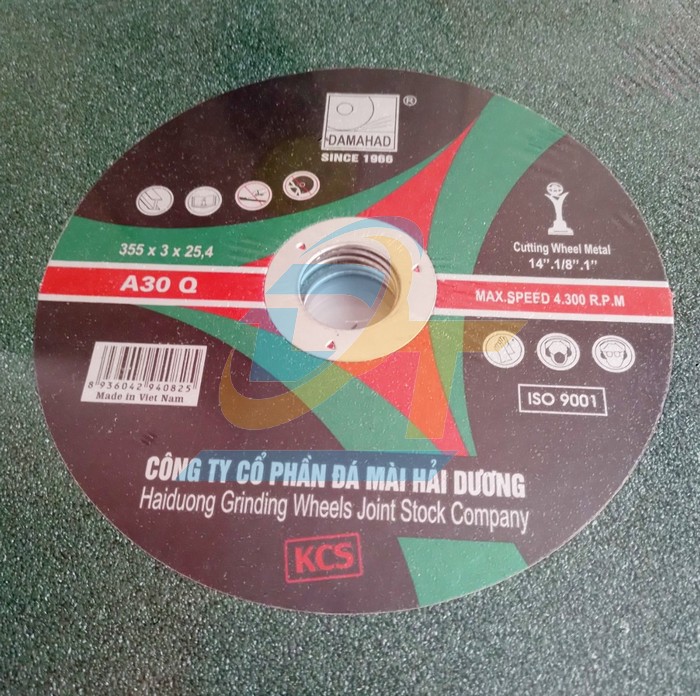 DAMAHAD ®
SINCE 1966
355 x 3 x 25,4
A30 Q
Cutting Wheel Metal
14".1/8".1"
MAX.SPEED 4.300 R.P.M
8 936042 940825
Made in Viet Nam
ISO 9001
CÔNG TY CỔ PHẦN ĐÁ MÀI HẢI DƯƠNG
Haiduong Grinding Wheels Joint Stock Company
KCS